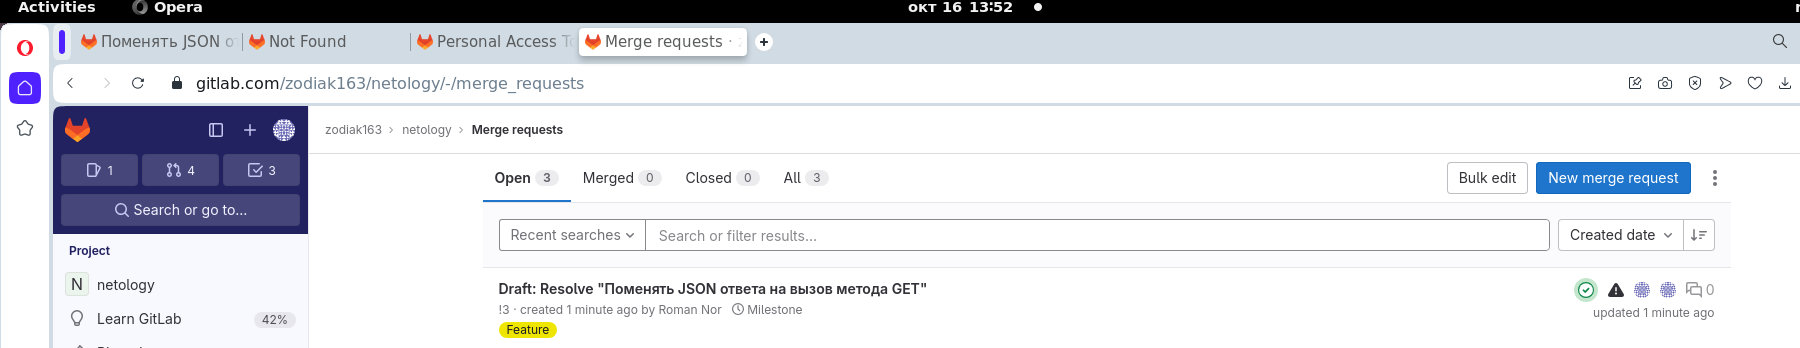 Activities Opera окт 16 13:52
Поменять JSON о Not Found Personal Access To Merge requests ·
gitlab.com/zodiak163/netology/-/merge_requests
zodiak163 > netology > Merge requests
1 4 3
Search or go to...
Project
N netology
Learn GitLab 42%
Open 3 Merged 0 Closed 0 All 3 Bulk edit New merge request
Recent searches Search or filter results... Created date
Draft: Resolve "Поменять JSON ответа на вызов метода GET" 0
!3 · created 1 minute ago by Roman Nor Milestone updated 1 minute ago
Feature